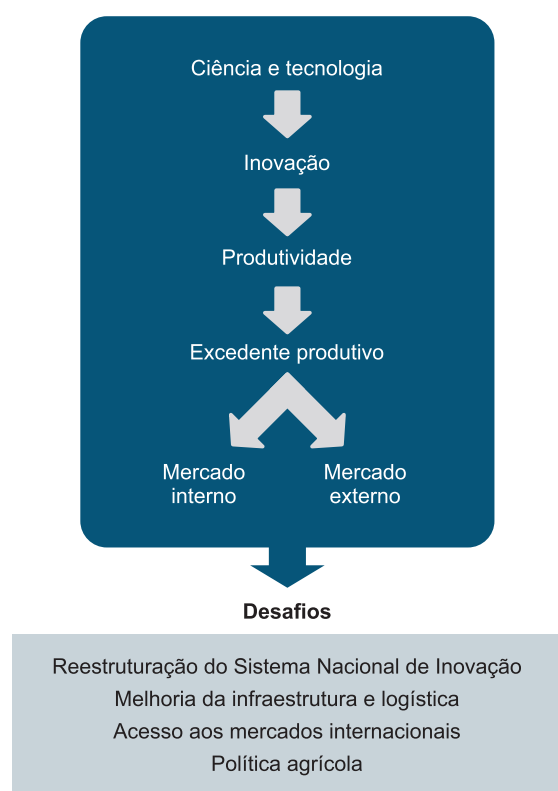 Ciência e tecnologia
Inovação
Produtividade
Excedente produtivo
Mercado
interno
Mercado
externo
Desafios
Reestruturação do Sistema Nacional de Inovação
Melhoria da infraestrutura e logística
Acesso aos mercados internacionais
Política agrícola